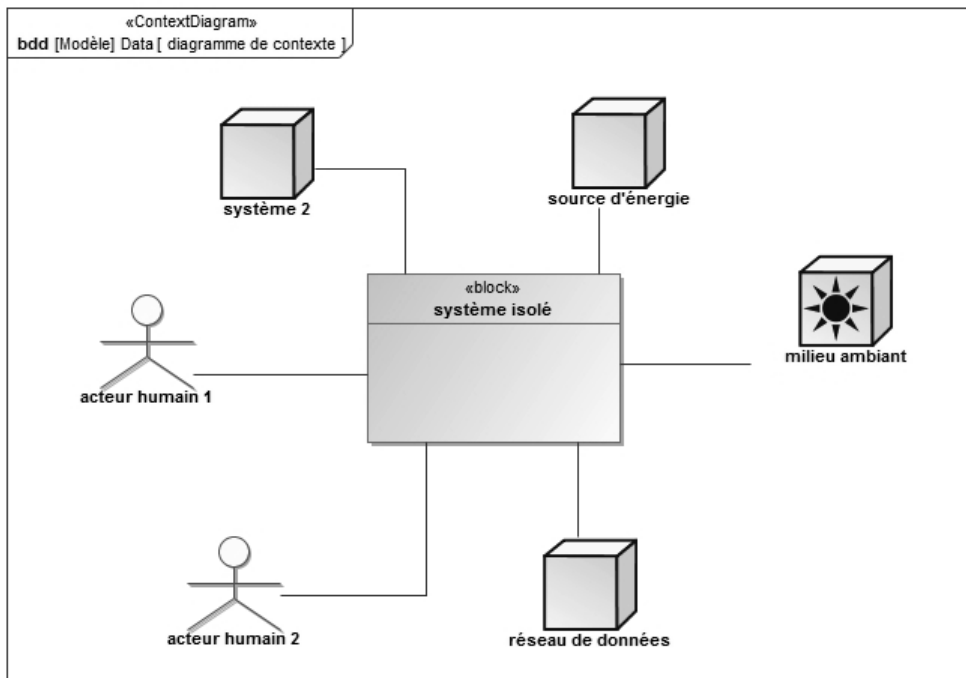 «ContextDiagram»
bdd [Modèle] Data [ diagramme de contexte ]
système 2
source d'énergie
«block»
système isolé
milieu ambiant
acteur humain 1
acteur humain 2
réseau de données